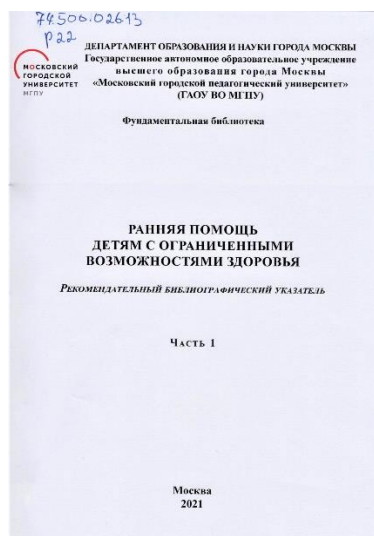 74.500.02613
р22
МОСКОВСКИЙ
ГОРОДСКОЙ
УНИВЕРСИТЕТ
МГПУ
ДЕПАРТАМЕНТ ОБРАЗОВАНИЯ И НАУКИ ГОРОДА МОСКВЫ
Государственное автономное образовательное учреждение
высшего образования города Москвы
«Московский городской педагогический университет»
(ГАОУ ВО МГПУ)
Фундаментальная библиотека
РАННЯЯ ПОМОЩЬ
ДЕТЯМ С ОГРАНИЧЕННЫМИ
ВОЗМОЖНОСТЯМИ ЗДОРОВЬЯ
РЕКОМЕНДАТЕЛЬНЫЙ БИБЛИОГРАФИЧЕСКИЙ УКАЗАТЕЛЬ
ЧАСТЬ 1
Москва
2021